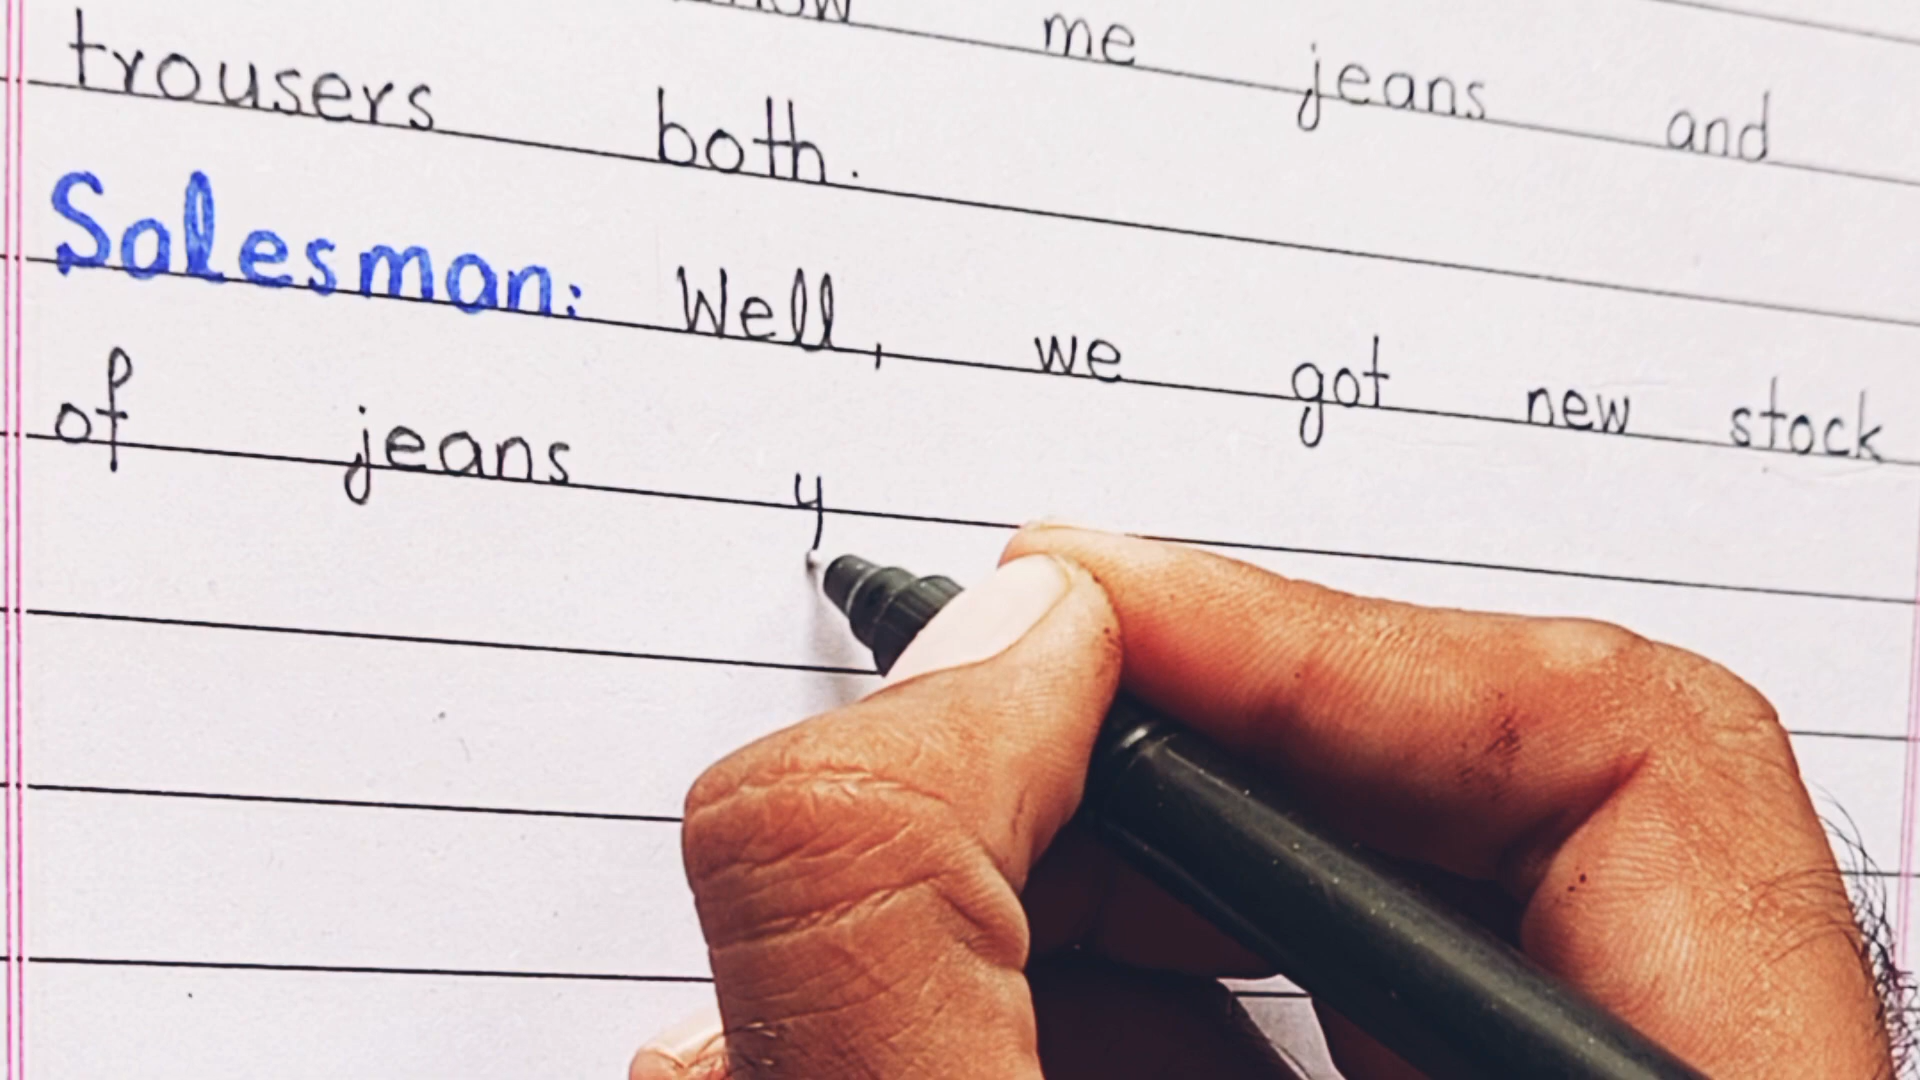 me jeans and
trousers both.
Salesman: Well, we got new stock
of jeans y